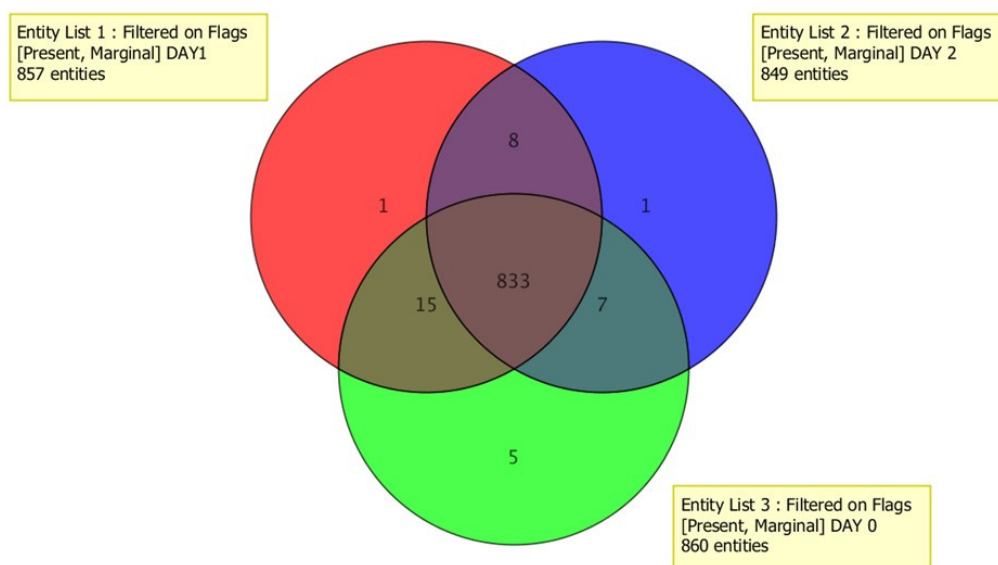 Entity List 1 : Filtered on Flags
[Present, Marginal] DAY1
857 entities
Entity List 2 : Filtered on Flags
[Present, Marginal] DAY 2
849 entities
8
1
1
833
15
7
5
Entity List 3 : Filtered on Flags
[Present, Marginal] DAY 0
860 entities